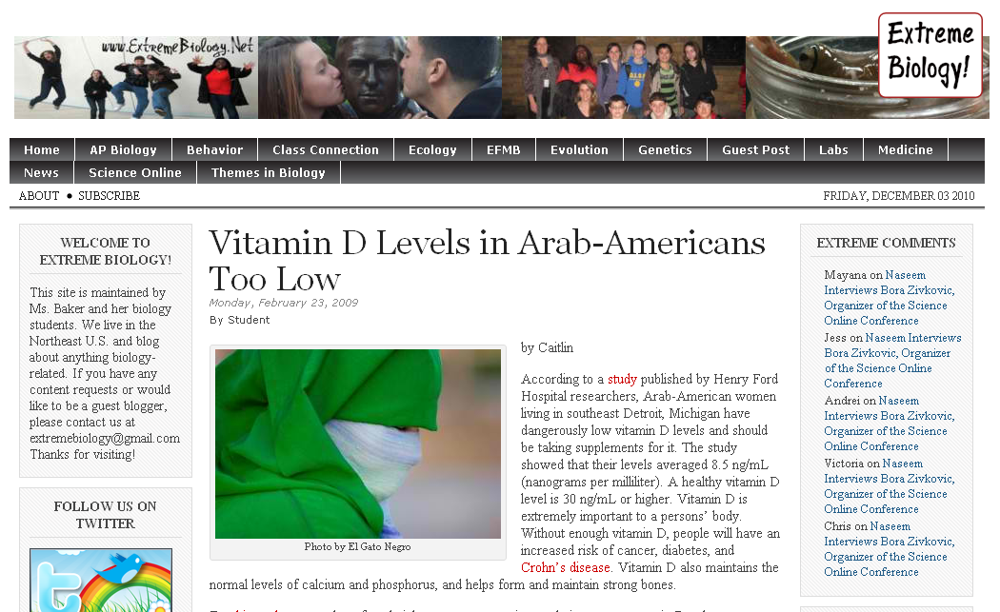 www.ExtremeBiology.Net
Extreme
Biology!
Home AP Biology Behavior Class Connection Ecology EFMB Evolution Genetics Guest Post Labs Medicine
News Science Online Themes in Biology
ABOUT ● SUBSCRIBE FRIDAY, DECEMBER 03 2010
WELCOME TO
EXTREME BIOLOGY!
This site is maintained by
Ms. Baker and her biology
students. We live in the
Northeast U.S. and blog
about anything biology-
related. If you have any
content requests or would
like to be a guest blogger,
please contact us at
extremebiology@gmail.com
Thanks for visiting!
FOLLOW US ON
TWITTER
t
Vitamin D Levels in Arab-Americans
Too Low
Monday, February 23, 2009
By Student
Photo by El Gato Negro
by Caitlin
According to a study published by Henry Ford
Hospital researchers, Arab-American women
living in southeast Detroit, Michigan have
dangerously low vitamin D levels and should
be taking supplements for it. The study
showed that their levels averaged 8.5 ng/mL
(nanograms per milliliter). A healthy vitamin D
level is 30 ng/mL or higher. Vitamin D is
extremely important to a persons’ body.
Without enough vitamin D, people will have an
increased risk of cancer, diabetes, and
Crohn’s disease. Vitamin D also maintains the
normal levels of calcium and phosphorus, and helps form and maintain strong bones.
EXTREME COMMENTS
Mayana on Naseem
Interviews Bora Zivkovic,
Organizer of the Science
Online Conference
Jess on Naseem Interviews
Bora Zivkovic, Organizer
of the Science Online
Conference
Andrei on Naseem
Interviews Bora Zivkovic,
Organizer of the Science
Online Conference
Victoria on Naseem
Interviews Bora Zivkovic,
Organizer of the Science
Online Conference
Chris on Naseem
Interviews Bora Zivkovic,
Organizer of the Science
Online Conference